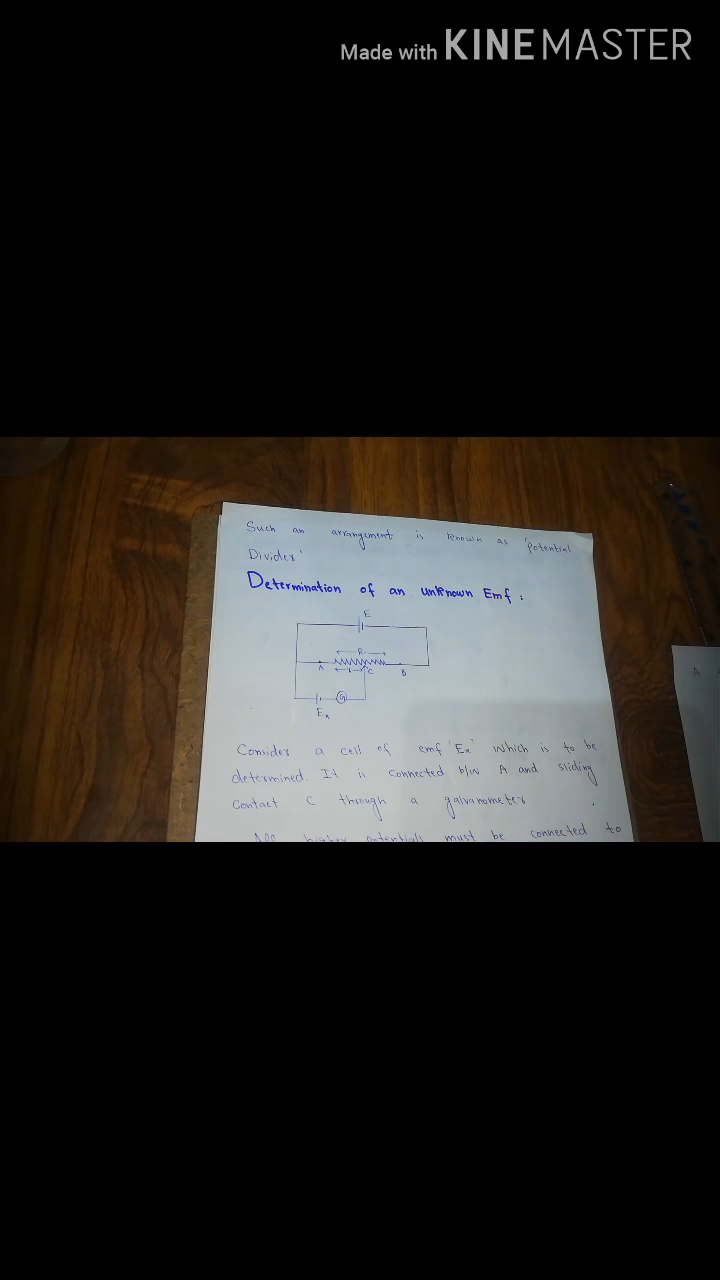 Made with KINEMASTER
Such an arrangement is known as 'Potential
Divider'
Determination of an unknown Emf :
E
R
A r C B
G
Ex
Consider a cell of emf 'Ex' which is to be
determined. It is connected b/w A and sliding
contact C through a galvanometer.
higher potentials must be connected to
A